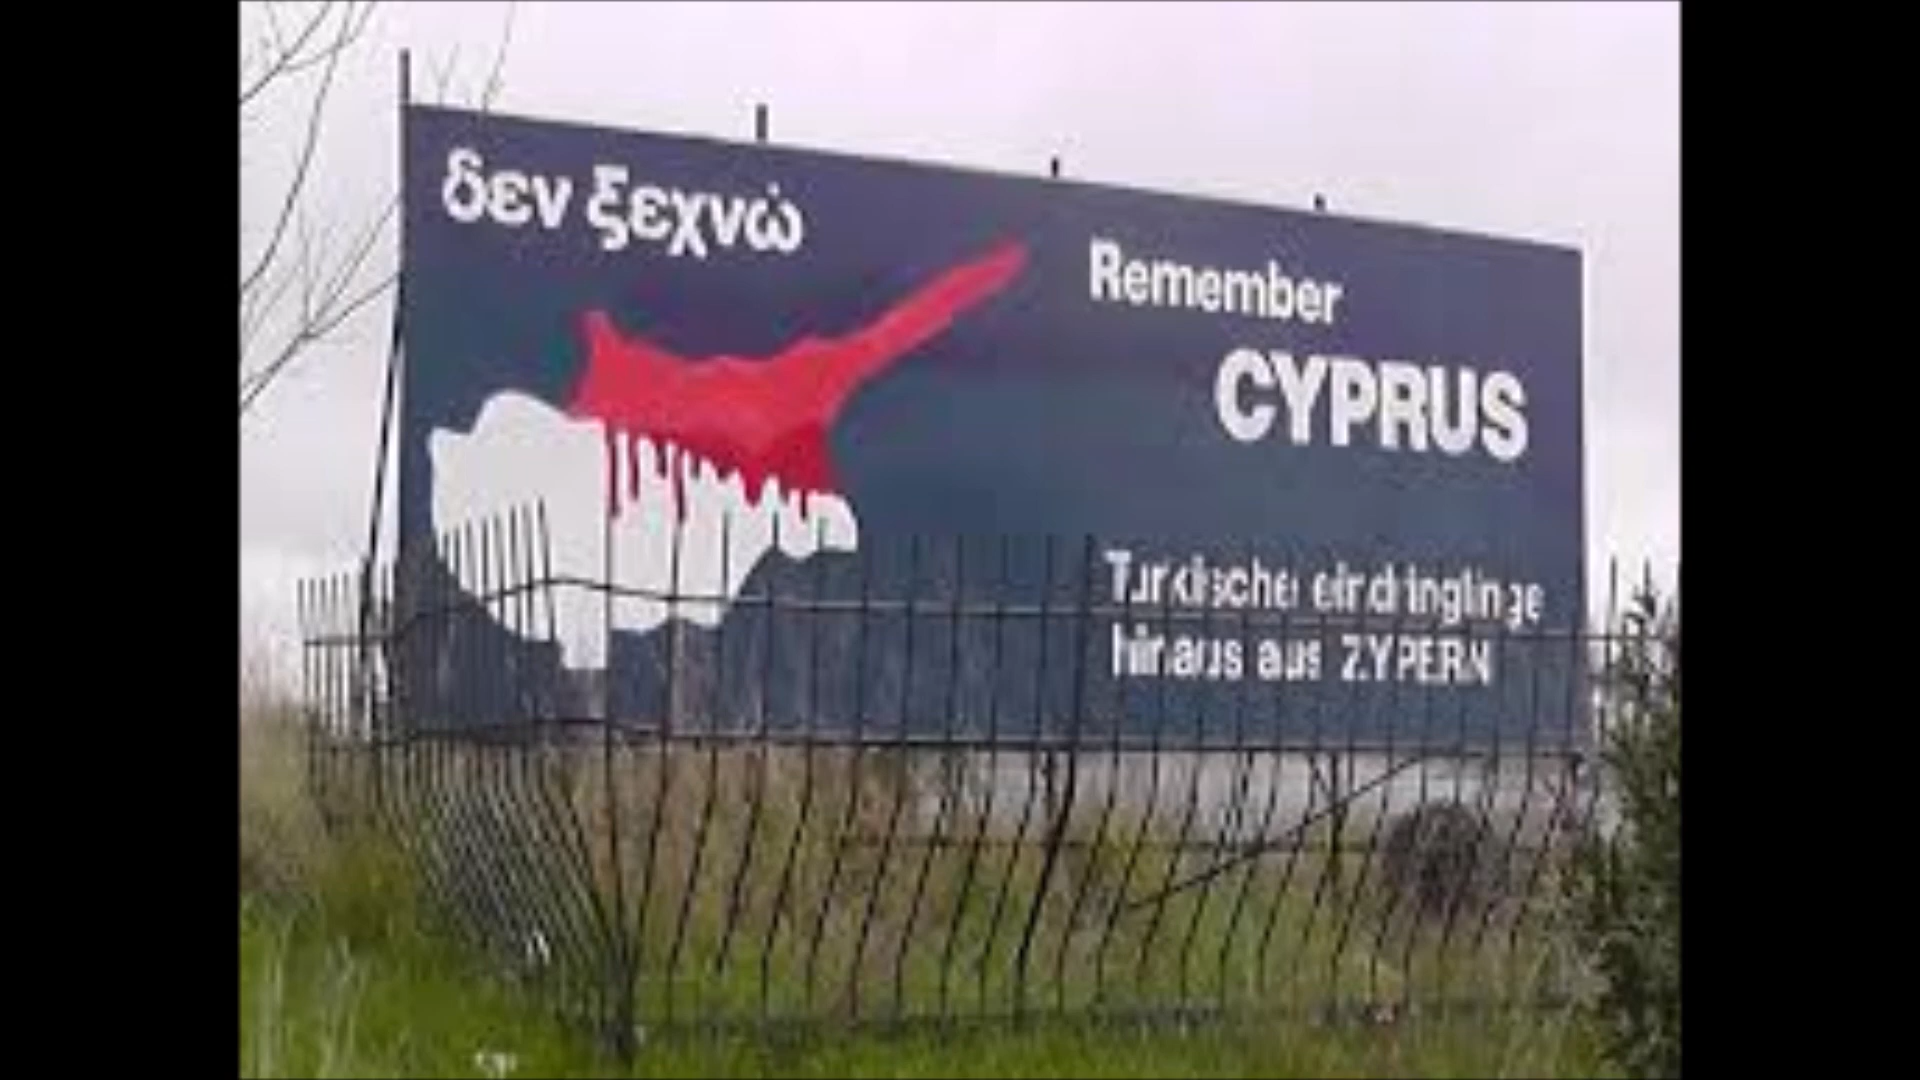 δεν ξεχνώ
Remember
CYPRUS
Turkische eindringlinge
hinaus aus ZYPERN